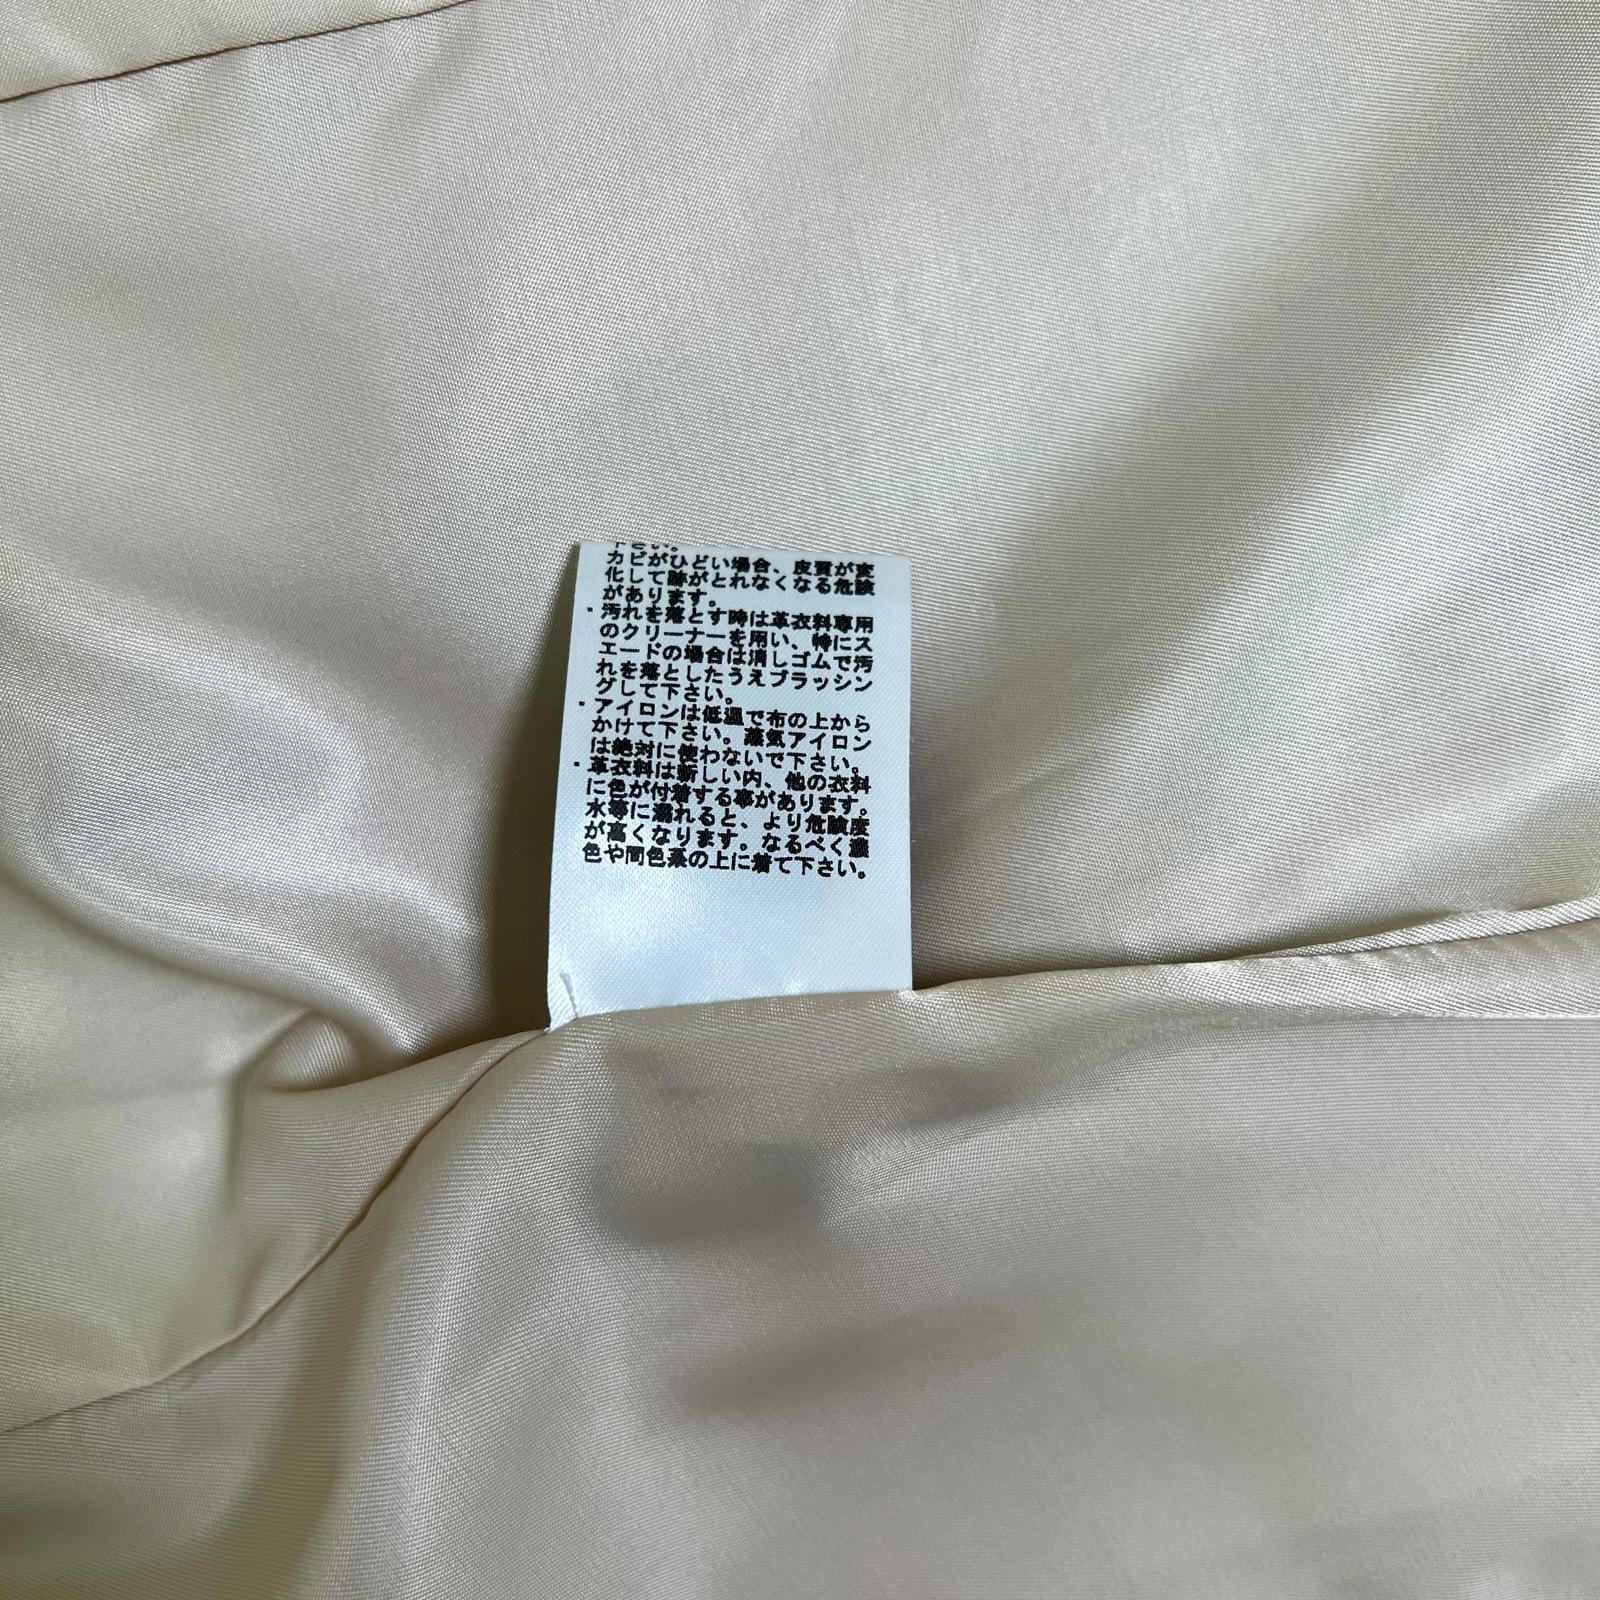 下さい。
カビがひどい場合、皮質が変
化して跡がとれなくなる危険
があります。
・汚れを落とす時は革衣料専用
のクリーナーを用い、特にス
エードの場合は消しゴムで汚
れを落としたうえブラッシン
グして下さい。
・アイロンは低温で布の上から
かけて下さい。蒸気アイロン
は絶対に使わないで下さい。
・革衣料は新しい内、他の衣料
に色が付着する事があります。
水等に濡れると、より危険度
が高くなります。なるべく濃
色や同色系の上に着て下さい。